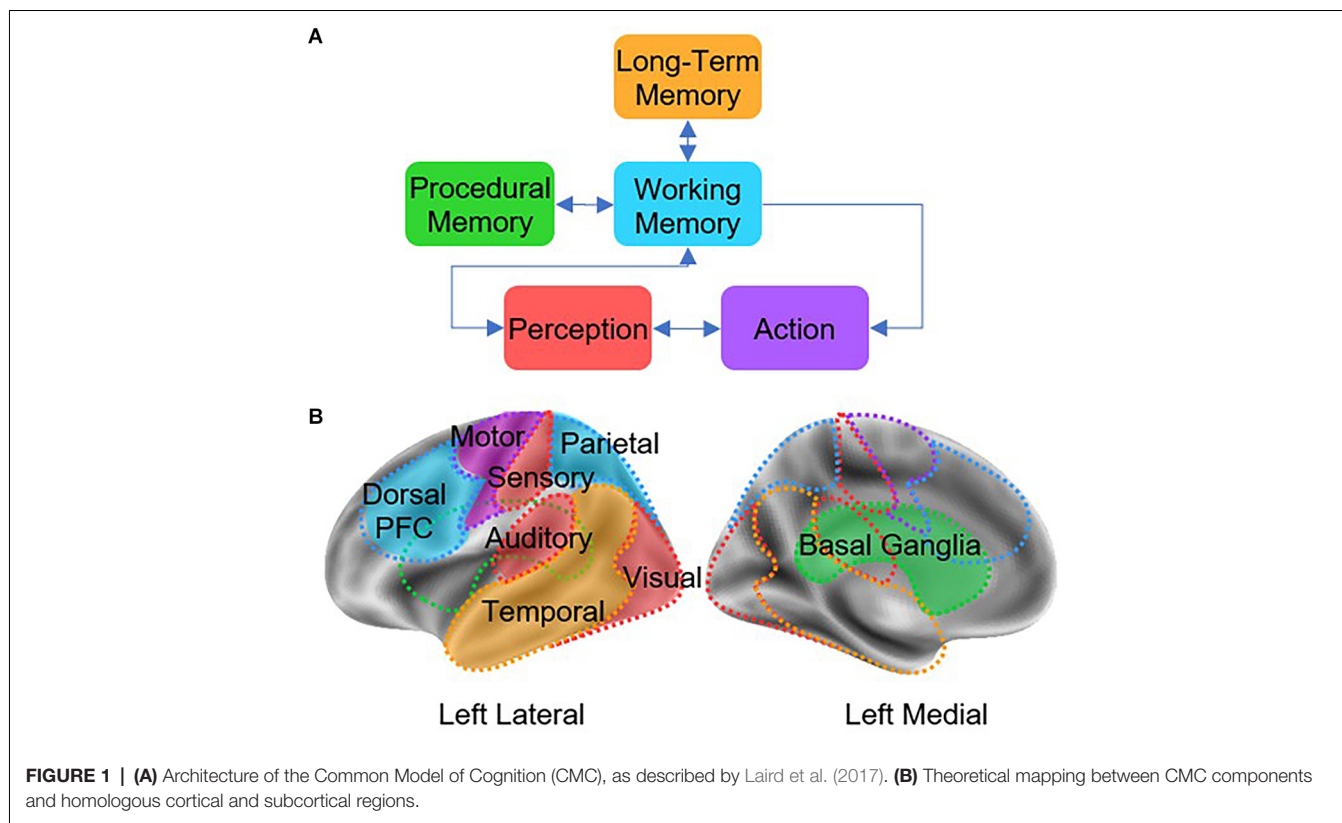 A
Long-Term
Memory
Procedural
Memory
Working
Memory
Perception
Action
B
Motor
Parietal
Sensory
Dorsal
PFC
Auditory
Visual
Temporal
Basal Ganglia
Left Lateral
Left Medial
FIGURE 1 | (A) Architecture of the Common Model of Cognition (CMC), as described by Laird et al. (2017). (B) Theoretical mapping between CMC components
and homologous cortical and subcortical regions.